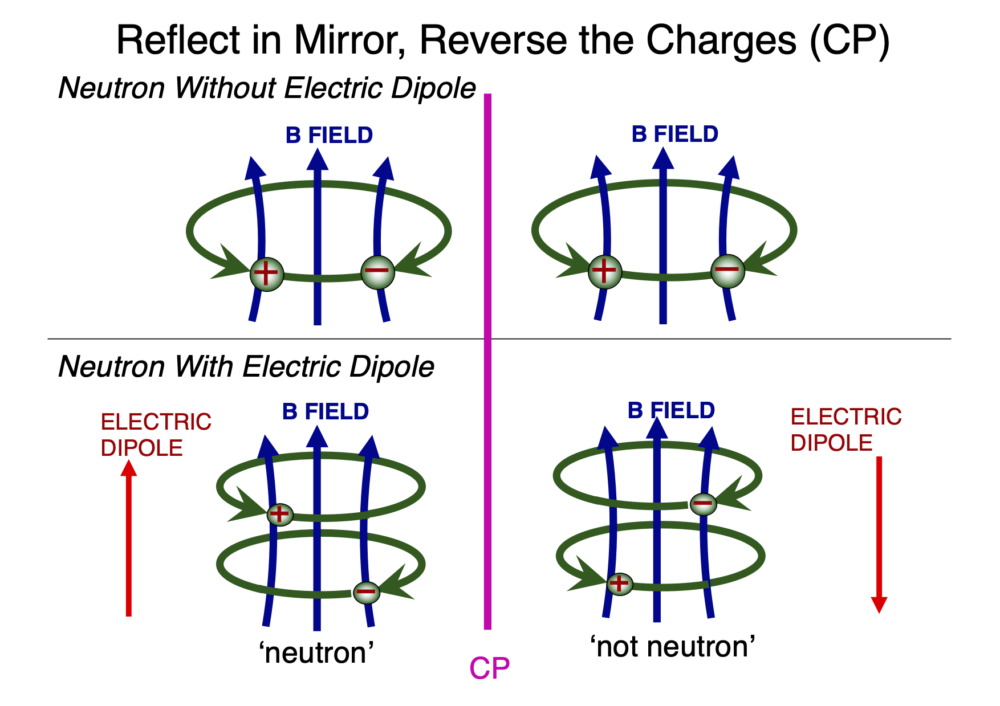 Reflect in Mirror, Reverse the Charges (CP)
Neutron Without Electric Dipole
B FIELD
B FIELD
+
−
+
−
Neutron With Electric Dipole
ELECTRIC
DIPOLE
B FIELD
B FIELD
ELECTRIC
DIPOLE
+
−
−
+
‘neutron’
‘not neutron’
CP